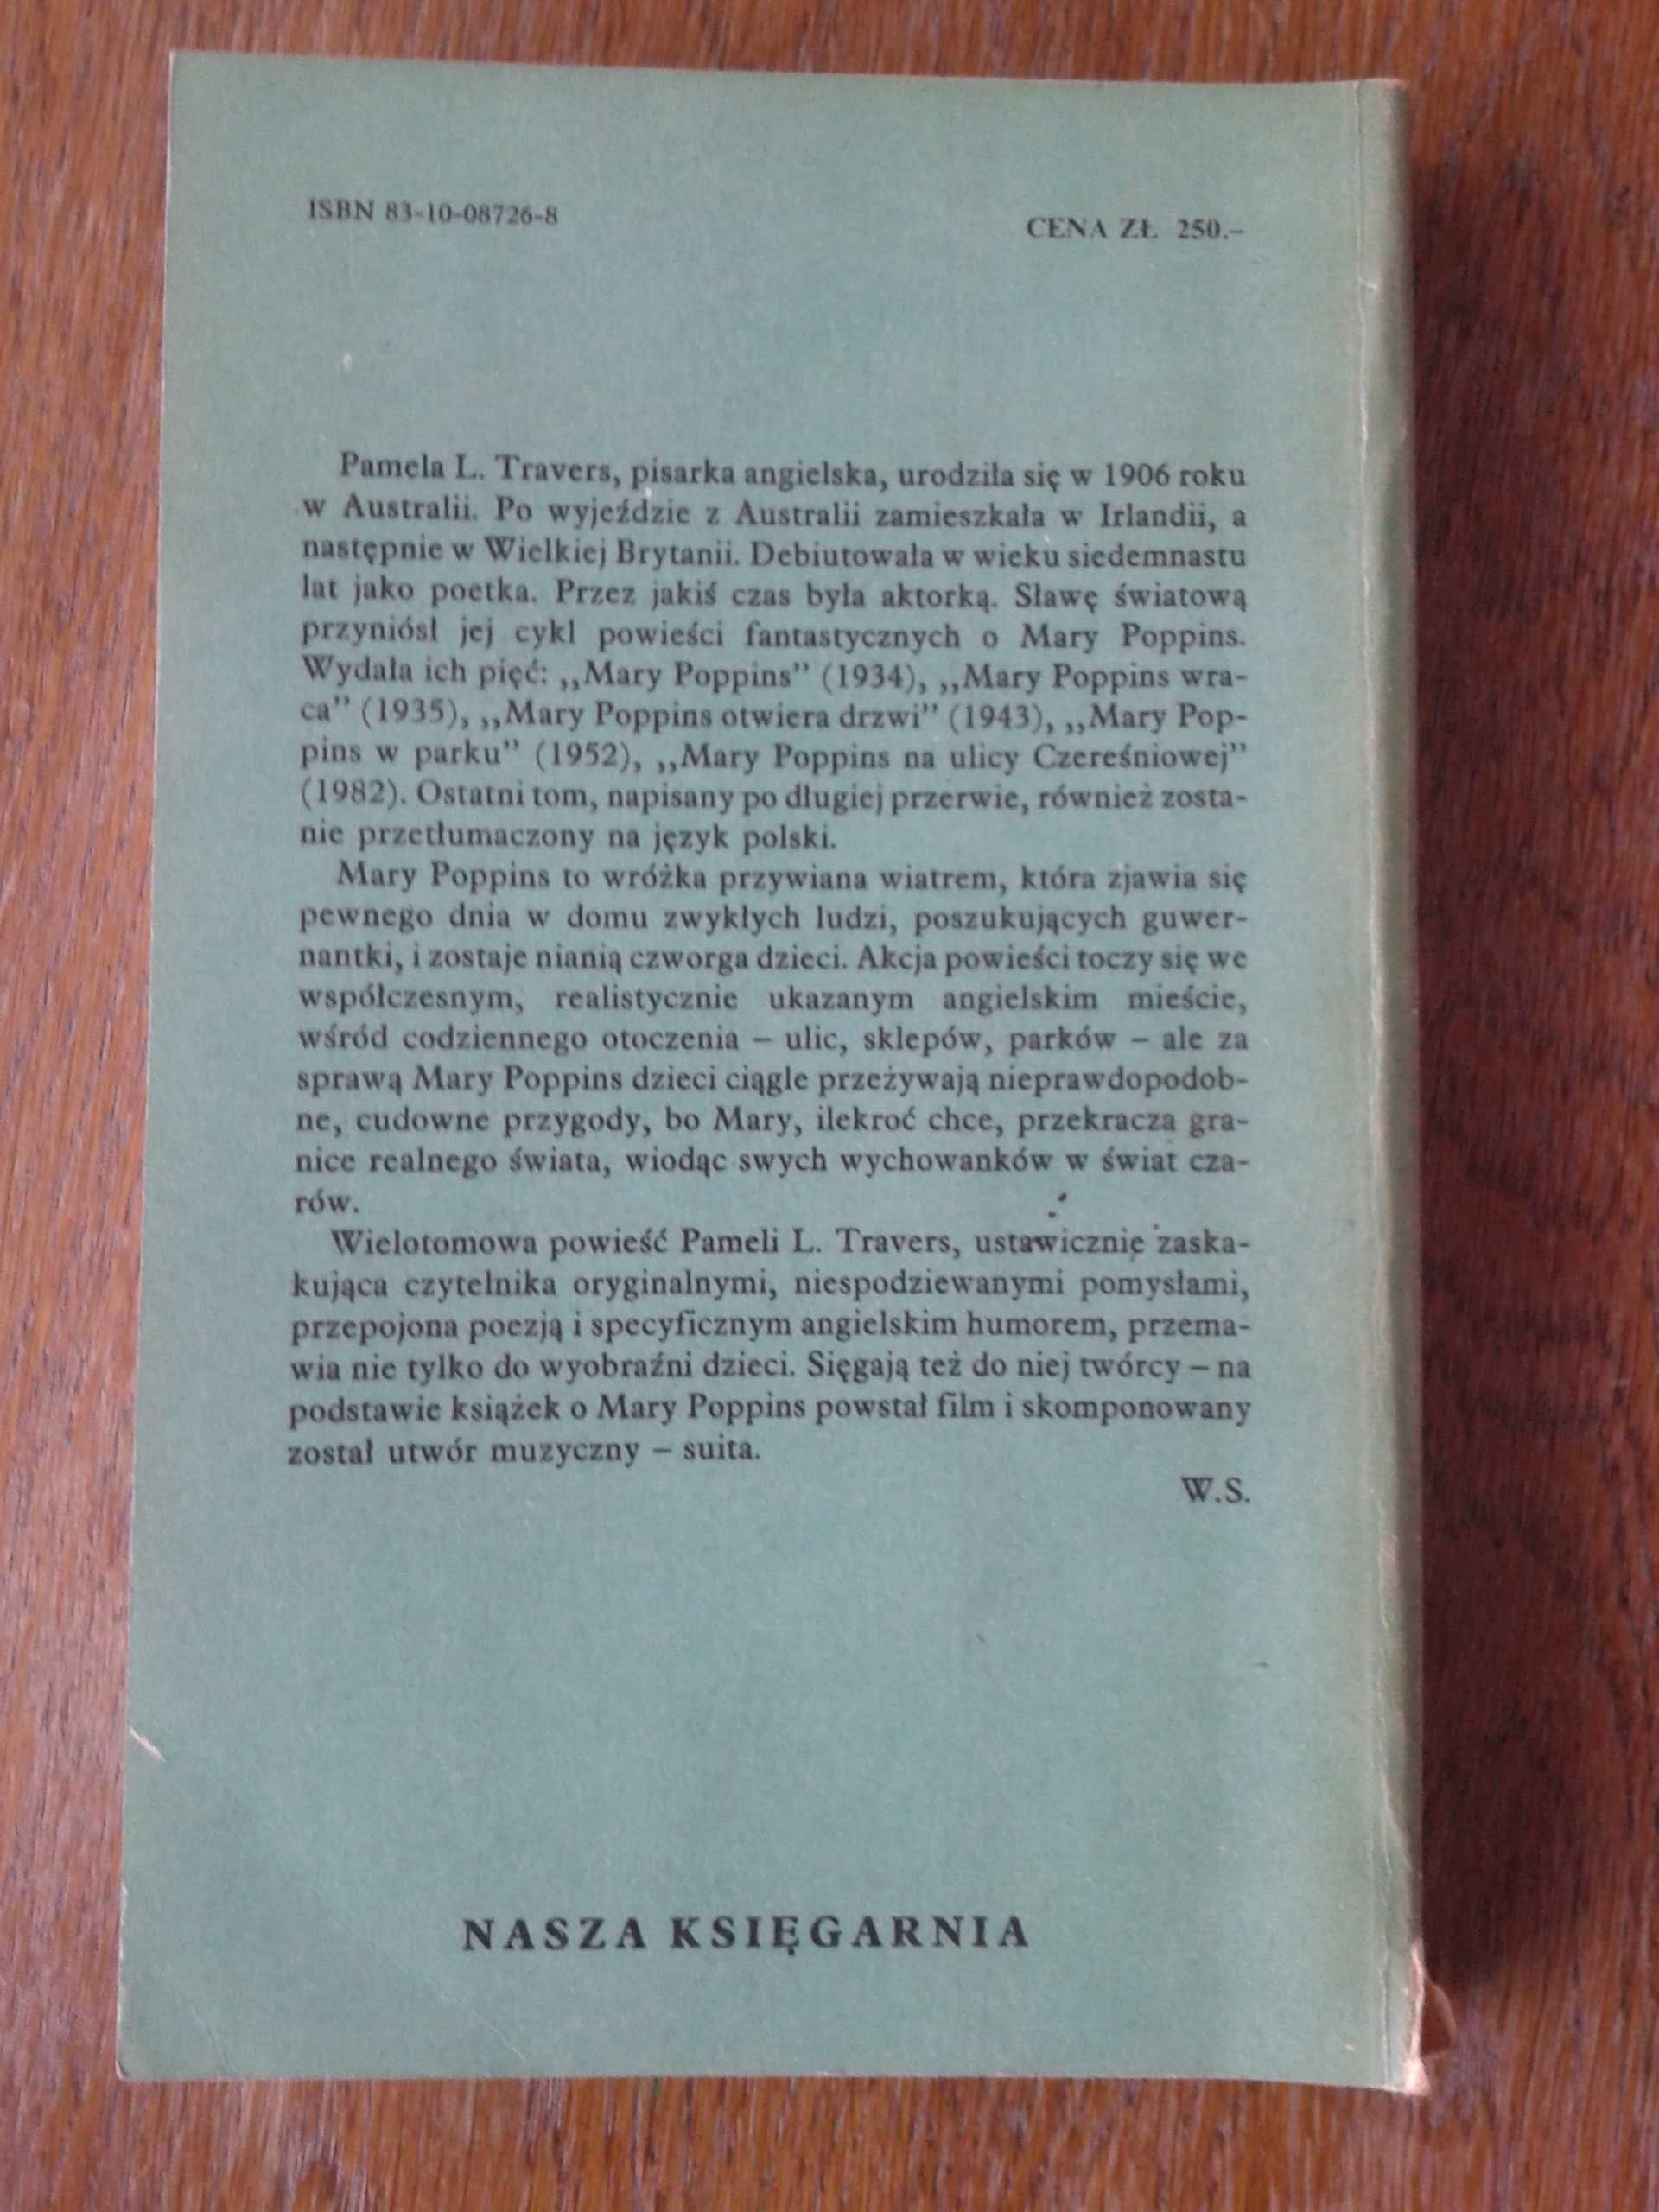 ISBN 83-10-08726-8
CENA ZŁ 250.–
Pamela L. Travers, pisarka angielska, urodziła się w 1906 roku
w Australii. Po wyjeździe z Australii zamieszkała w Irlandii, a
następnie w Wielkiej Brytanii. Debiutowała w wieku siedemnastu
lat jako poetka. Przez jakiś czas była aktorką. Sławę światową
przyniósł jej cykl powieści fantastycznych o Mary Poppins.
Wydała ich pięć: ,,Mary Poppins" (1934), ,,Mary Poppins wra-
ca" (1935), ,,Mary Poppins otwiera drzwi" (1943), ,,Mary Pop-
pins w parku" (1952), ,,Mary Poppins na ulicy Czereśniowej"
(1982). Ostatni tom, napisany po długiej przerwie, również zosta-
nie przetłumaczony na język polski.
Mary Poppins to wróżka przywiana wiatrem, która zjawia się
pewnego dnia w domu zwykłych ludzi, poszukujących guwer-
nantki, i zostaje nianią czworga dzieci. Akcja powieści toczy się we
współczesnym, realistycznie ukazanym angielskim mieście,
wśród codziennego otoczenia – ulic, sklepów, parków – ale za
sprawą Mary Poppins dzieci ciągle przeżywają nieprawdopodob-
ne, cudowne przygody, bo Mary, ilekroć chce, przekracza gra-
nice realnego świata, wiodąc swych wychowanków w świat cza-
rów.
Wielotomowa powieść Pameli L. Travers, ustawicznie zaska-
kująca czytelnika oryginalnymi, niespodziewanymi pomysłami,
przepojona poezją i specyficznym angielskim humorem, przema-
wia nie tylko do wyobraźni dzieci. Sięgają też do niej twórcy – na
podstawie książek o Mary Poppins powstał film i skomponowany
został utwór muzyczny – suita.
W.S.
NASZA KSIĘGARNIA